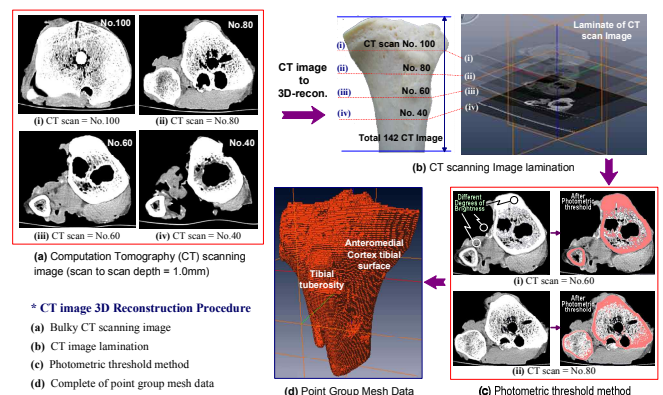 No.100
No.80
(i) CT scan = No.100
(ii) CT scan = No.80
No.60
No.40
(iii) CT scan = No.60
(iv) CT scan = No.40
(a) Computation Tomography (CT) scanning
image (scan to scan depth = 1.0mm)
CT image
to
3D-recon.
(i)
CT scan No. 100
(ii)
No. 80
(iii)
No. 60
(iv)
No. 40
Total 142 CT Image
Laminate of CT
scan Image
(i)
(ii)
(iii)
(iv)
(b) CT scanning Image lamination
Different
Degrees of
Brightness
After
Photometric
threshold
(i) CT scan = No.60
After
Photometric
threshold
(ii) CT scan = No.80
(c) Photometric threshold method
Anteromedial
Cortex tibial
surface
Tibial
tuberosity
(d) Point Group Mesh Data
* CT image 3D Reconstruction Procedure
(a) Bulky CT scanning image
(b) CT image lamination
(c) Photometric threshold method
(d) Complete of point group mesh data